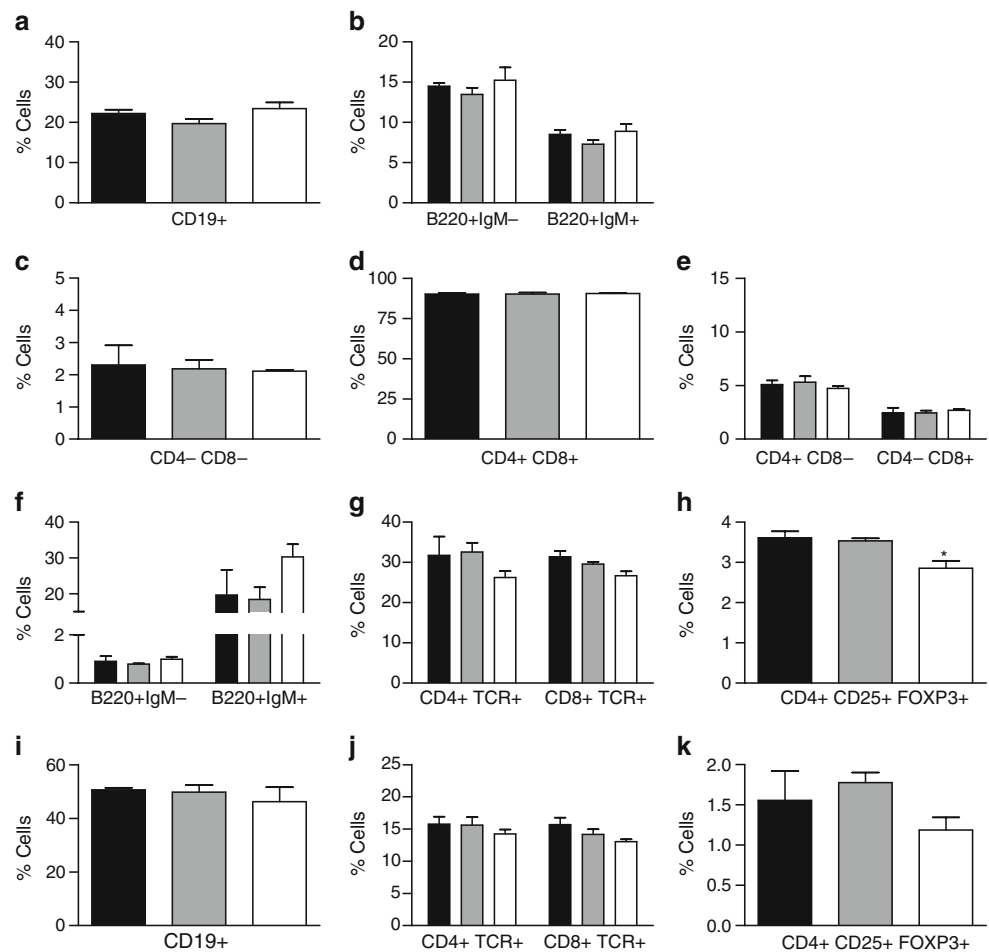 a
% Cells
40
30
20
10
0
CD19+
b
% Cells
20
15
10
5
0
B220+IgM– B220+IgM+
c
% Cells
5
4
3
2
1
0
CD4– CD8–
d
% Cells
100
75
50
25
0
CD4+ CD8+
e
% Cells
15
10
5
0
CD4+ CD8– CD4– CD8+
f
% Cells
40
30
20
2
0
B220+IgM– B220+IgM+
g
% Cells
40
30
20
10
0
CD4+ TCR+ CD8+ TCR+
h
% Cells
4
3
2
1
0
*
CD4+ CD25+ FOXP3+
i
% Cells
60
40
20
0
CD19+
j
% Cells
25
20
15
10
5
0
CD4+ TCR+ CD8+ TCR+
k
% Cells
2.0
1.5
1.0
0.5
0.0
CD4+ CD25+ FOXP3+